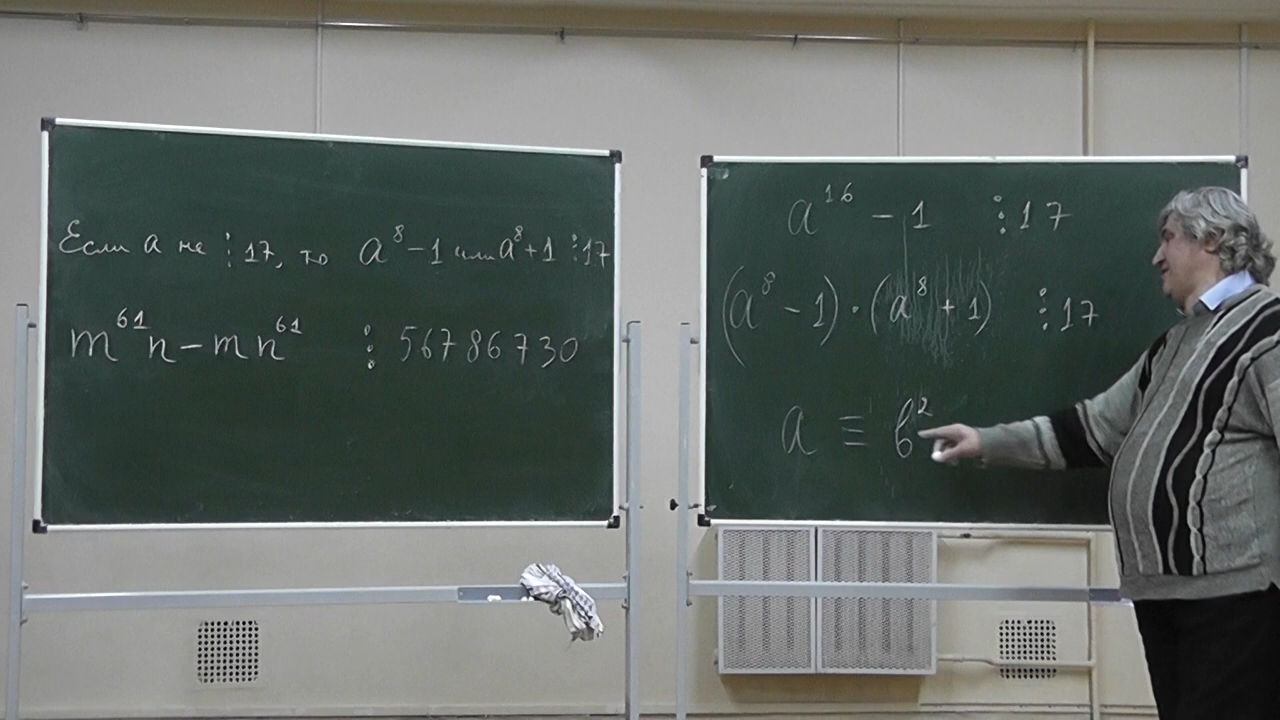 Если a не ⋮ 17, то a⁸ − 1 или a⁸ + 1 ⋮ 17
m⁶¹n − mn⁶¹ ⋮ 56786730
a¹⁶ − 1 ⋮ 17
(a⁸ − 1) · (a⁸ + 1) ⋮ 17
a ≡ b²